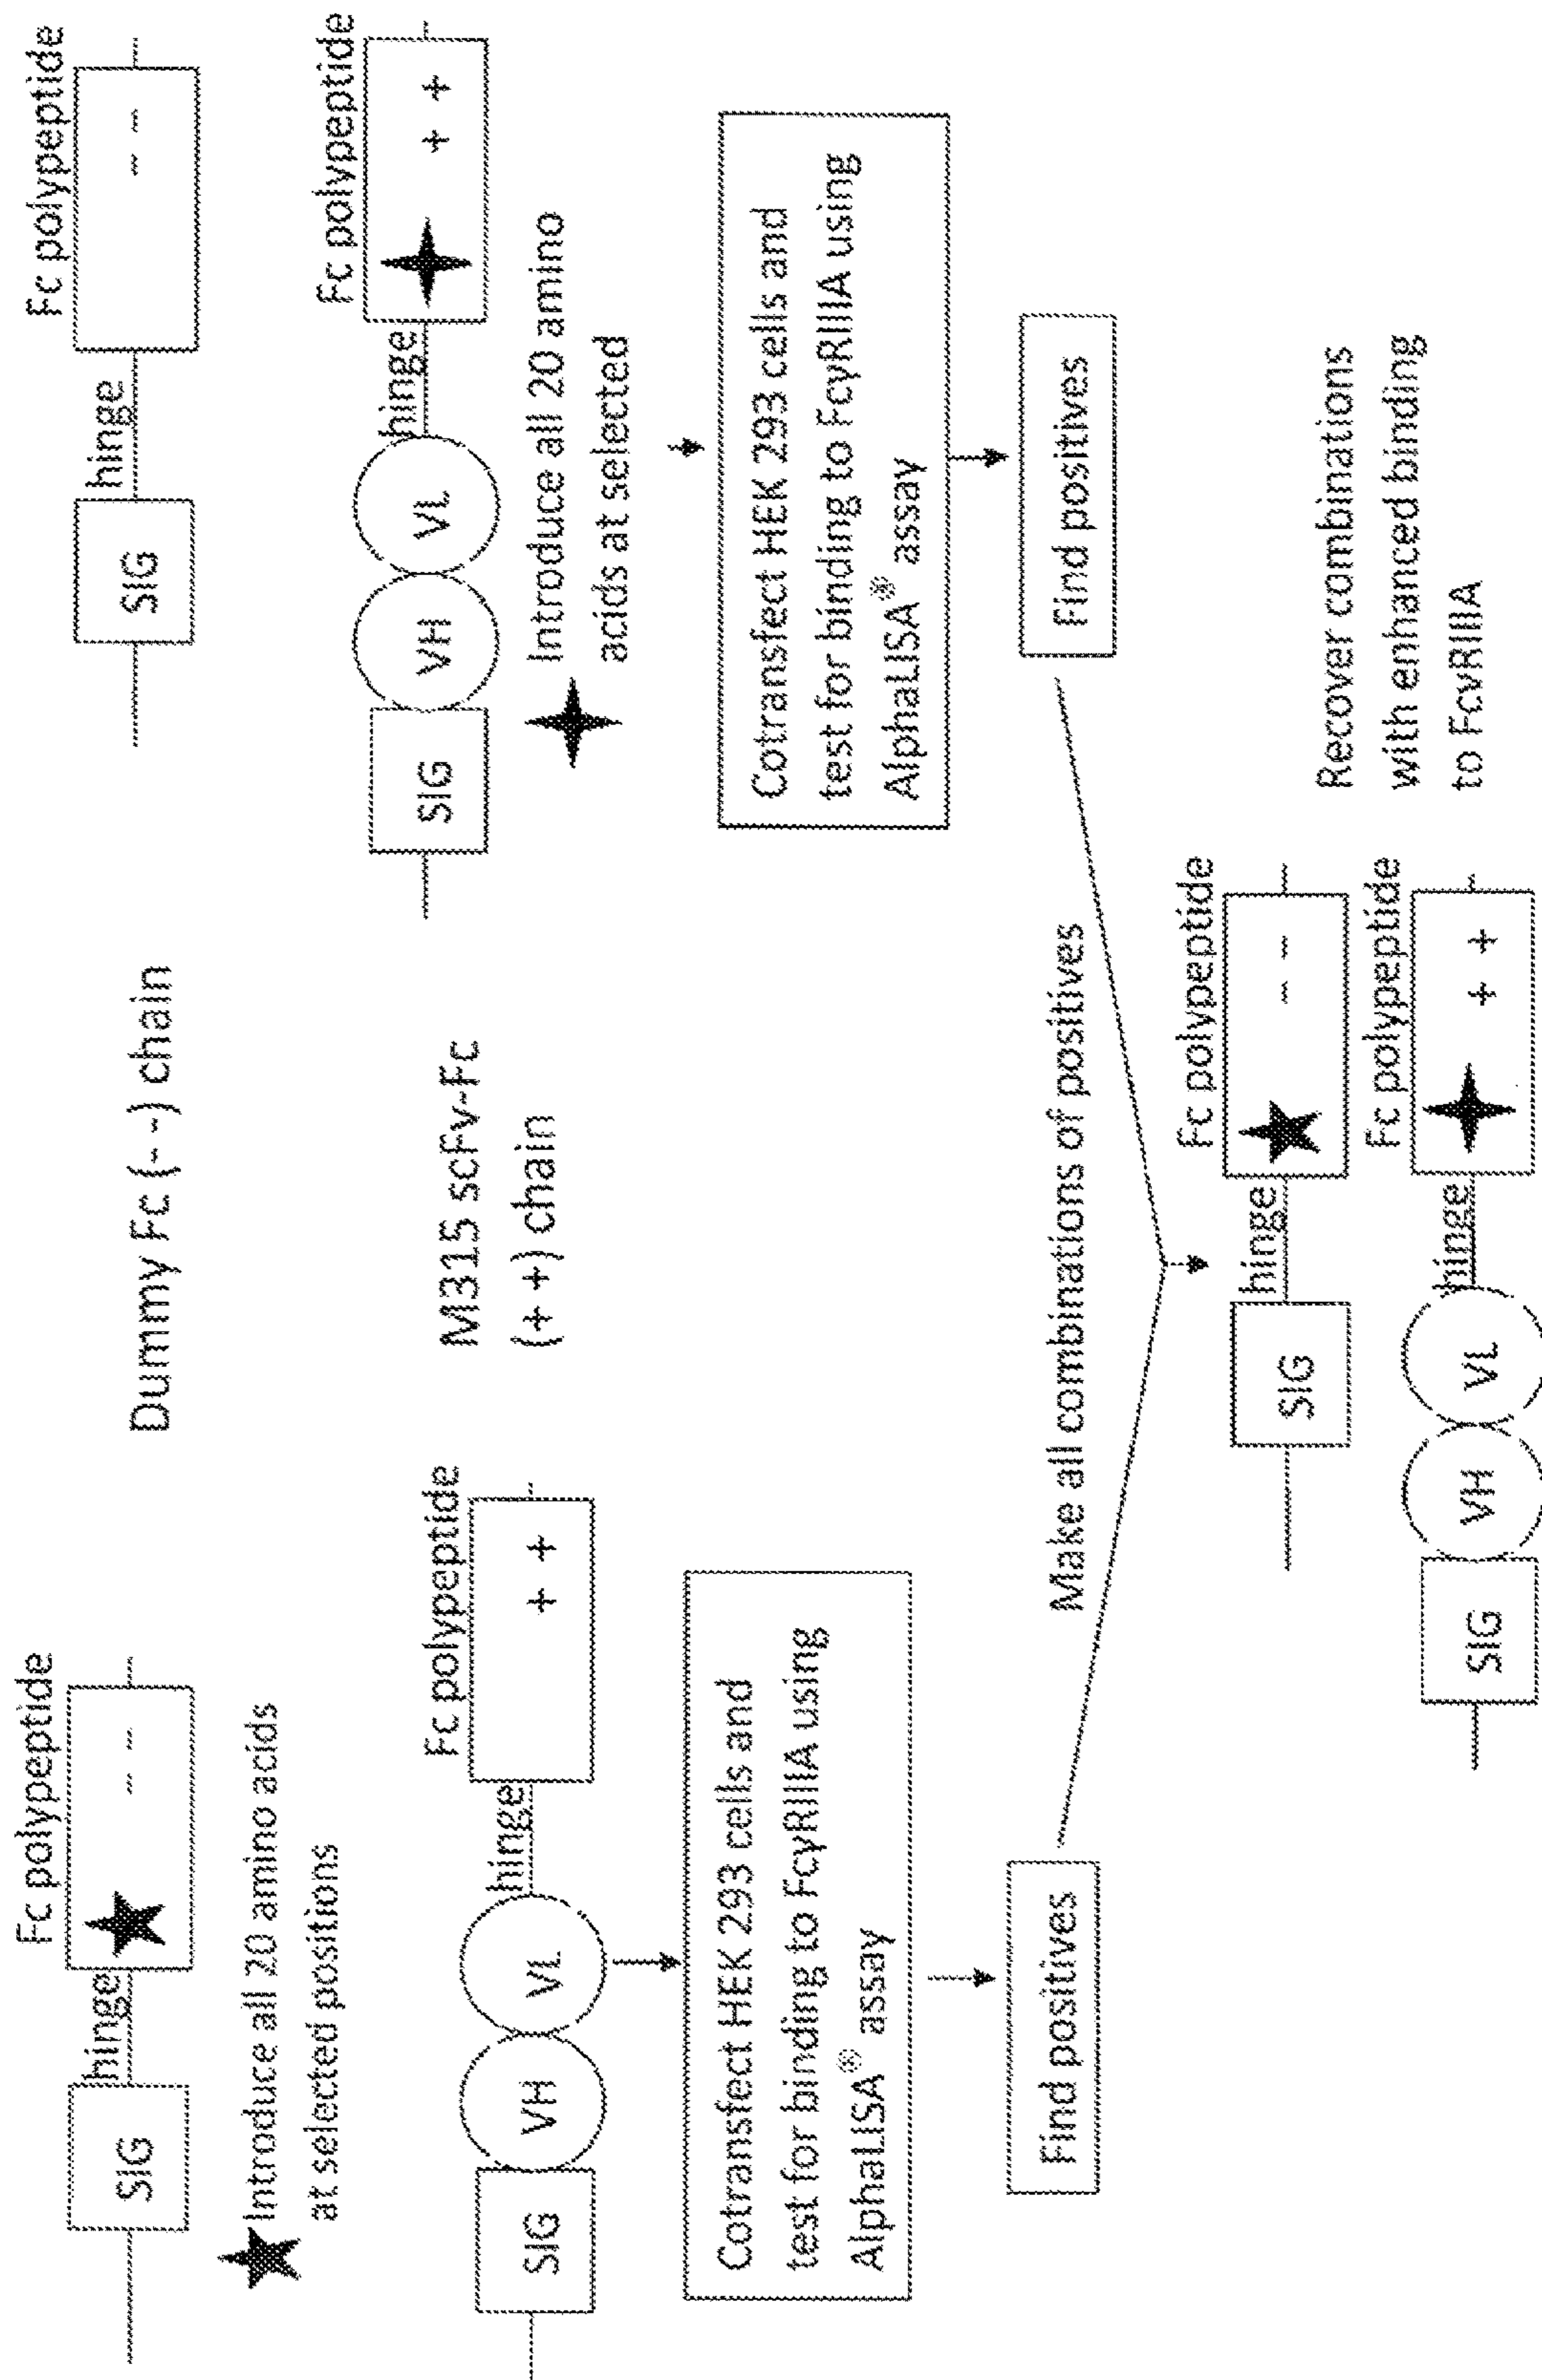 Fc polypeptide
SIG
hinge
- -
Introduce all 20 amino acids
at selected positions
Fc polypeptide
SIG
VH
VL
hinge
+ +
Cotransfect HEK 293 cells and
test for binding to FcγRIIIA using
AlphaLISA® assay
Find positives
Dummy Fc (- -) chain
M315 scFv-Fc
(+ +) chain
Fc polypeptide
SIG
hinge
- -
Fc polypeptide
SIG
VH
VL
hinge
+ +
Introduce all 20 amino
acids at selected
Cotransfect HEK 293 cells and
test for binding to FcγRIIIA using
AlphaLISA® assay
Find positives
Make all combinations of positives
Fc polypeptide
SIG
hinge
- -
Fc polypeptide
SIG
VH
VL
hinge
+ +
Recover combinations
with enhanced binding
to FcvRIIIA